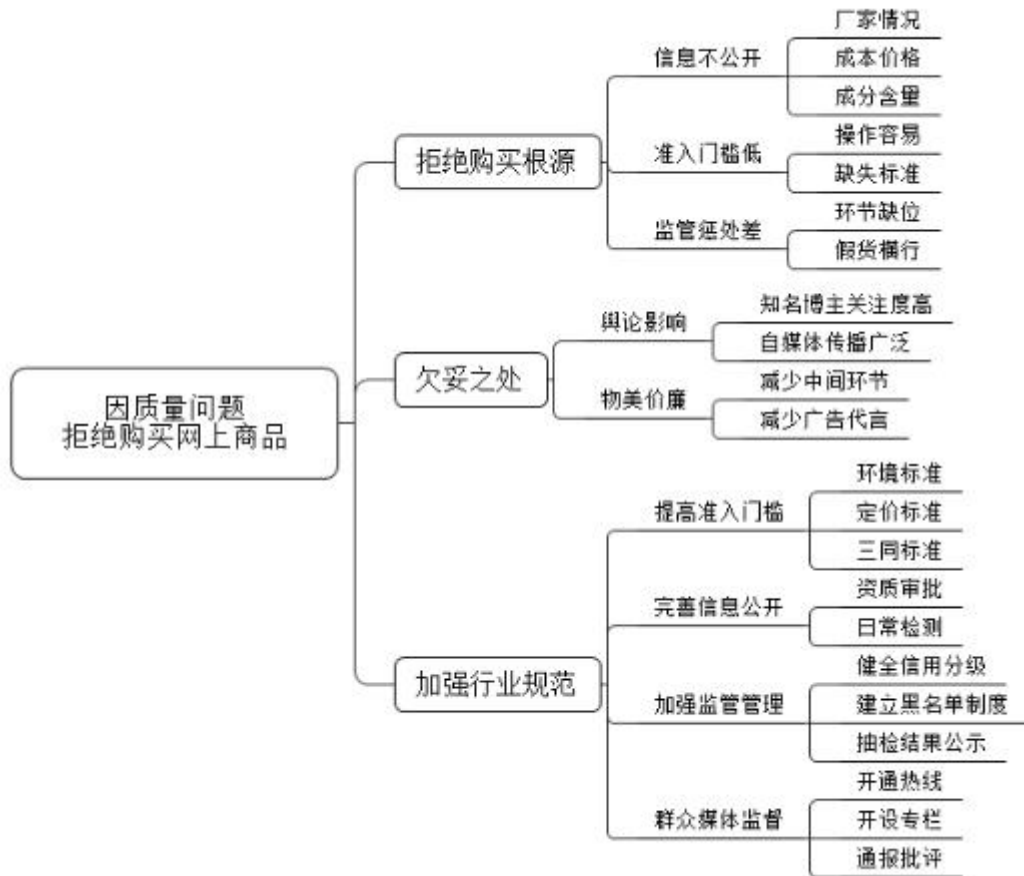 因质量问题
拒绝购买网上商品
拒绝购买根源
信息不公开
厂家情况
成本价格
成分含量
准入门槛低
操作容易
缺失标准
监管惩处差
环节缺位
假货横行
欠妥之处
舆论影响
知名博主关注度高
自媒体传播广泛
物美价廉
减少中间环节
减少广告代言
加强行业规范
提高准入门槛
环境标准
定价标准
三同标准
完善信息公开
资质审批
日常检测
加强监管管理
健全信用分级
建立黑名单制度
抽检结果公示
群众媒体监督
开通热线
开设专栏
通报批评